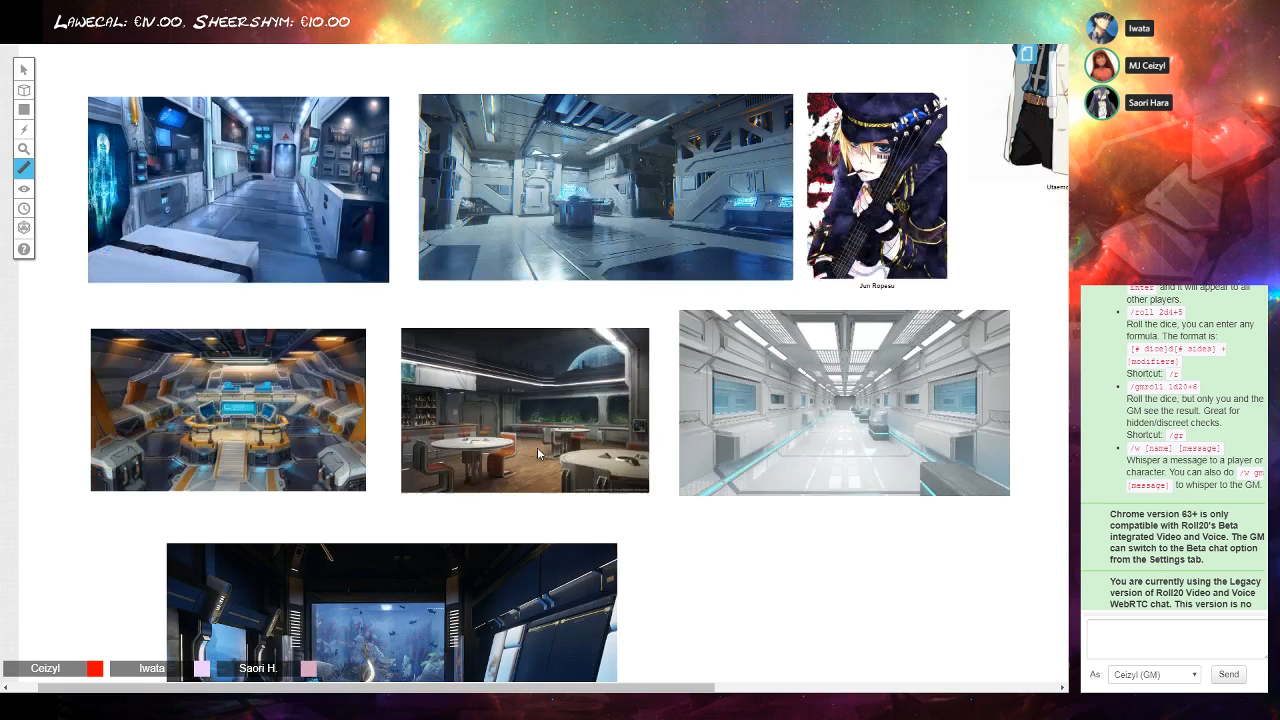 Lawecal: €IV.00, Sheershym: €IO.00
Iwata
MJ Ceizyl
Saori Hara
Utaemo
Jun Ropesu
enter and it will appear to all
other players.
/roll 2d4+5
Roll the dice, you can enter any
formula. The format is:
[# dice]d[# sides] +
[modifiers]
Shortcut: /r
/gmroll 1d20+6
Roll the dice, but only you and the
GM see the result. Great for
hidden/discreet checks.
Shortcut: /gr
/w [name] [message]
Whisper a message to a player or
character. You can also do /w gm
[message] to whisper to the GM.
Chrome version 63+ is only
compatible with Roll20's Beta
integrated Video and Voice. The GM
can switch to the Beta chat option
from the Settings tab.
You are currently using the Legacy
version of Roll20 Video and Voice
WebRTC chat. This version is no
As: Ceizyl (GM) Send
Ceizyl Iwata Saori H.